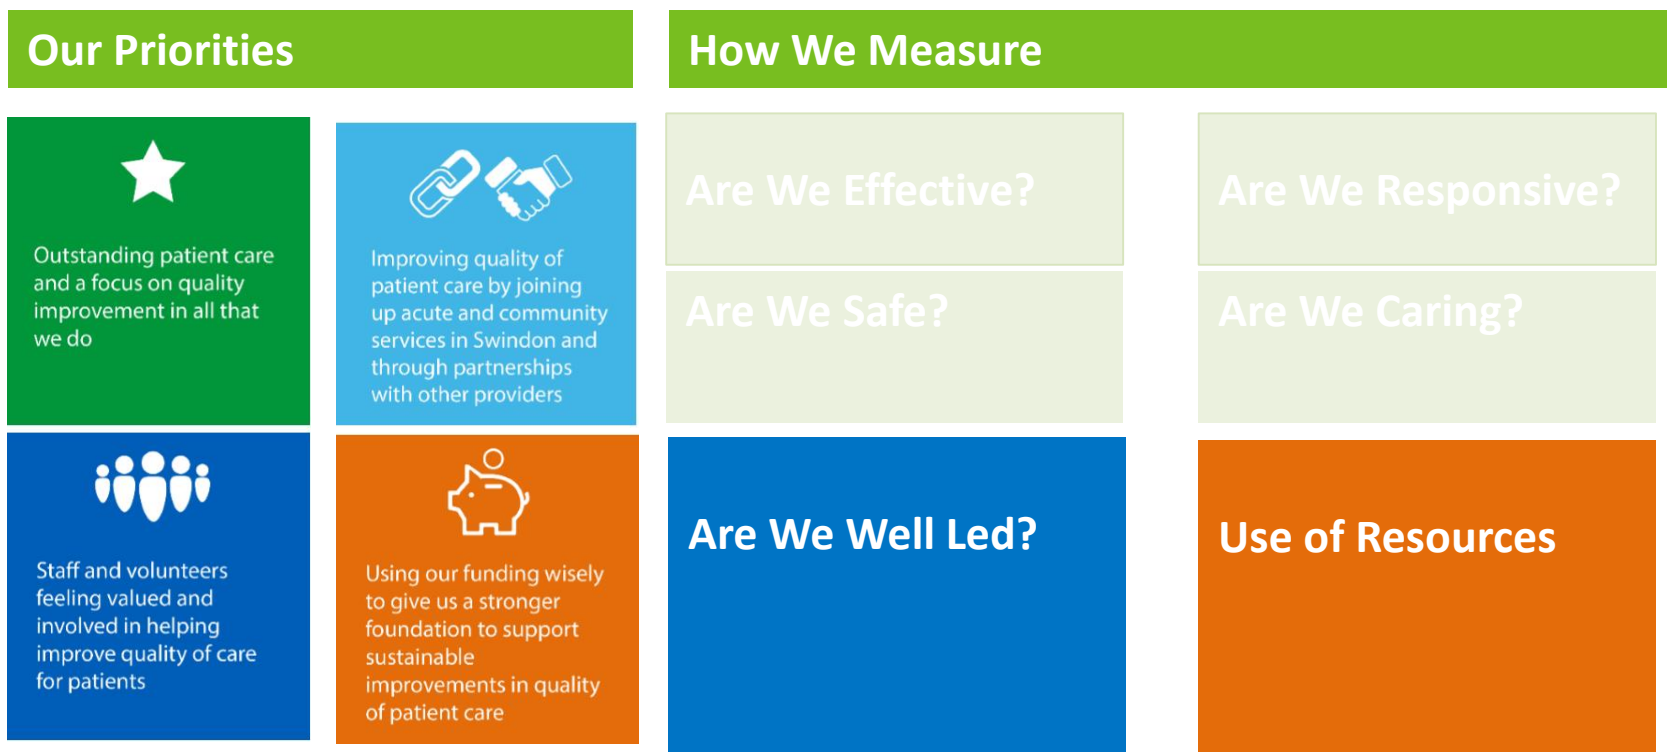 Our Priorities
How We Measure
Outstanding patient care
and a focus on quality
improvement in all that
we do
Improving quality of
patient care by joining
up acute and community
services in Swindon and
through partnerships
with other providers
Are We Effective?
Are We Responsive?
Are We Safe?
Are We Caring?
Staff and volunteers
feeling valued and
involved in helping
improve quality of care
for patients
Using our funding wisely
to give us a stronger
foundation to support
sustainable
improvements in quality
of patient care
Are We Well Led?
Use of Resources